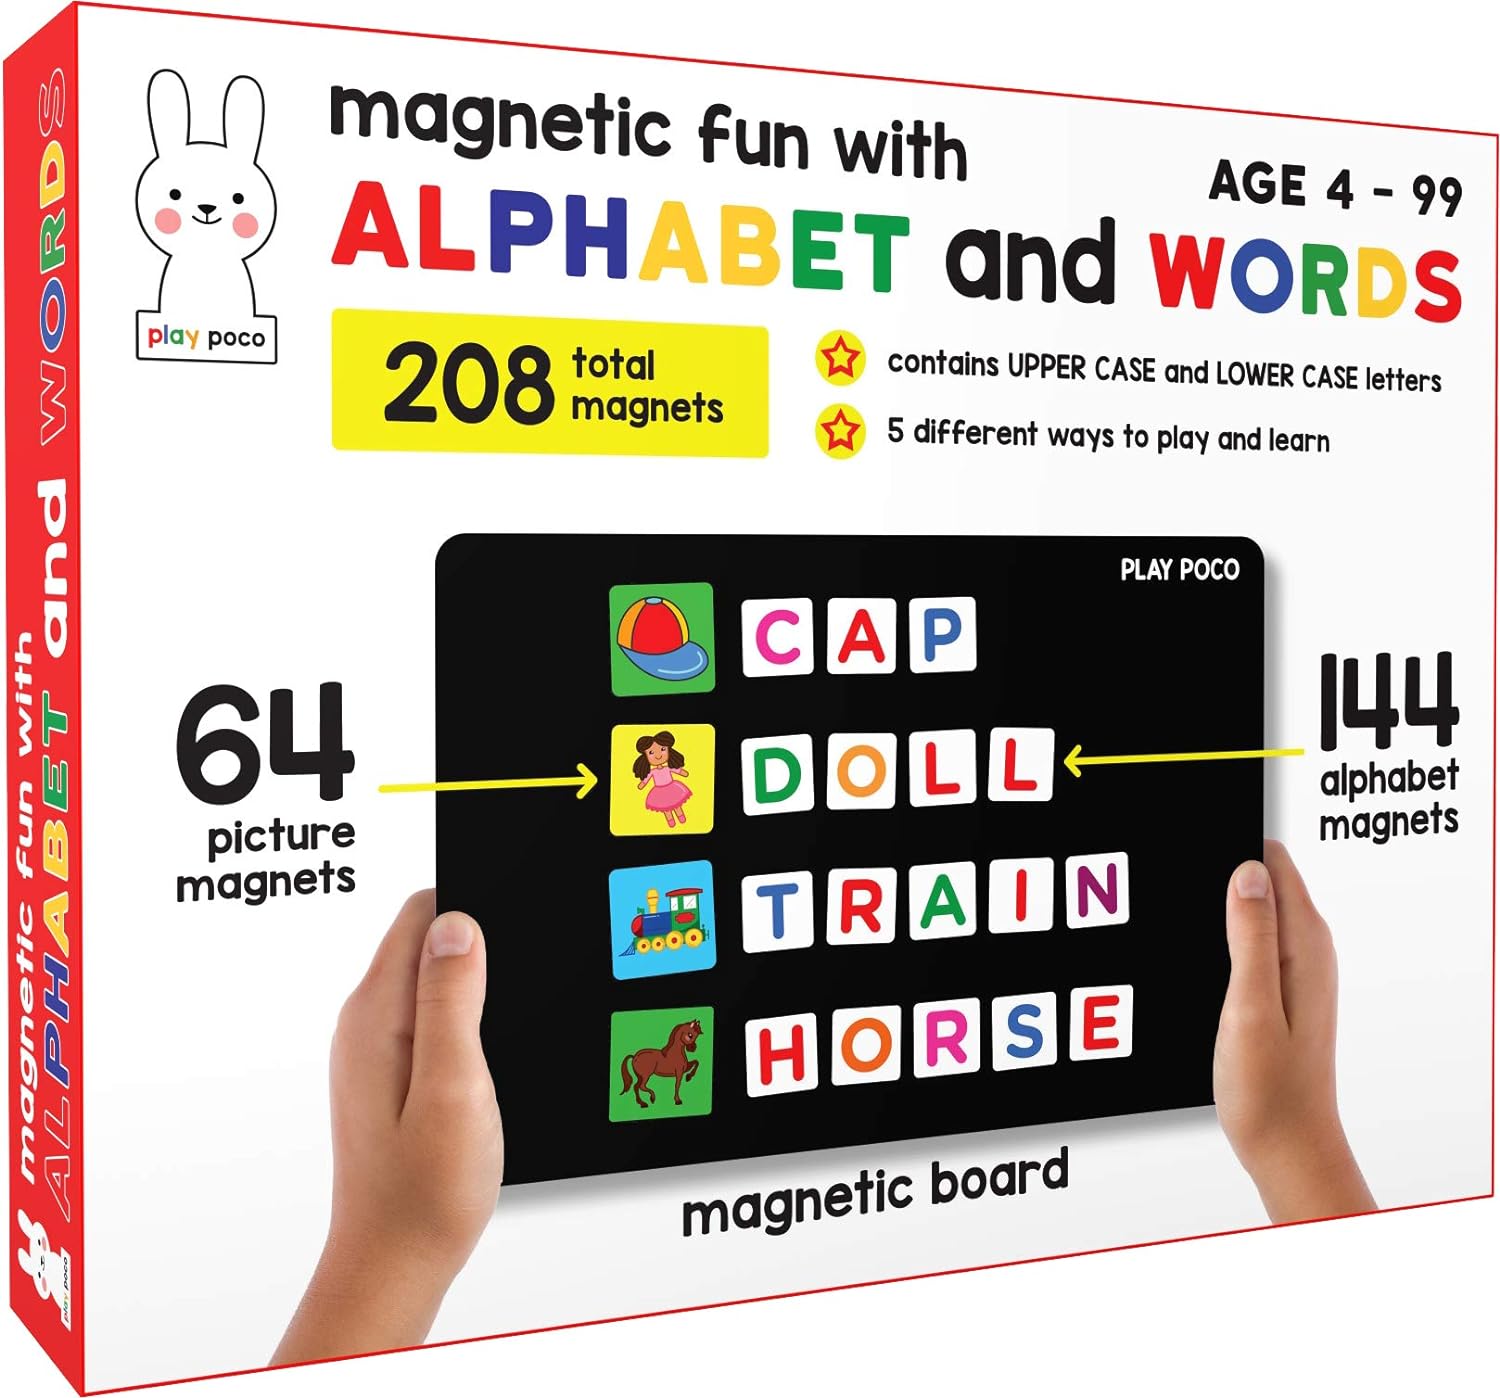 magnetic fun with
ALPHABET and WORDS
AGE 4 - 99
play poco
208 total
magnets
contains UPPER CASE and LOWER CASE letters
5 different ways to play and learn
PLAY POCO
CAP
DOLL
TRAIN
HORSE
64
picture
magnets
144
alphabet
magnets
magnetic board
magnetic fun with
ALPHABET and WORDS
play poco